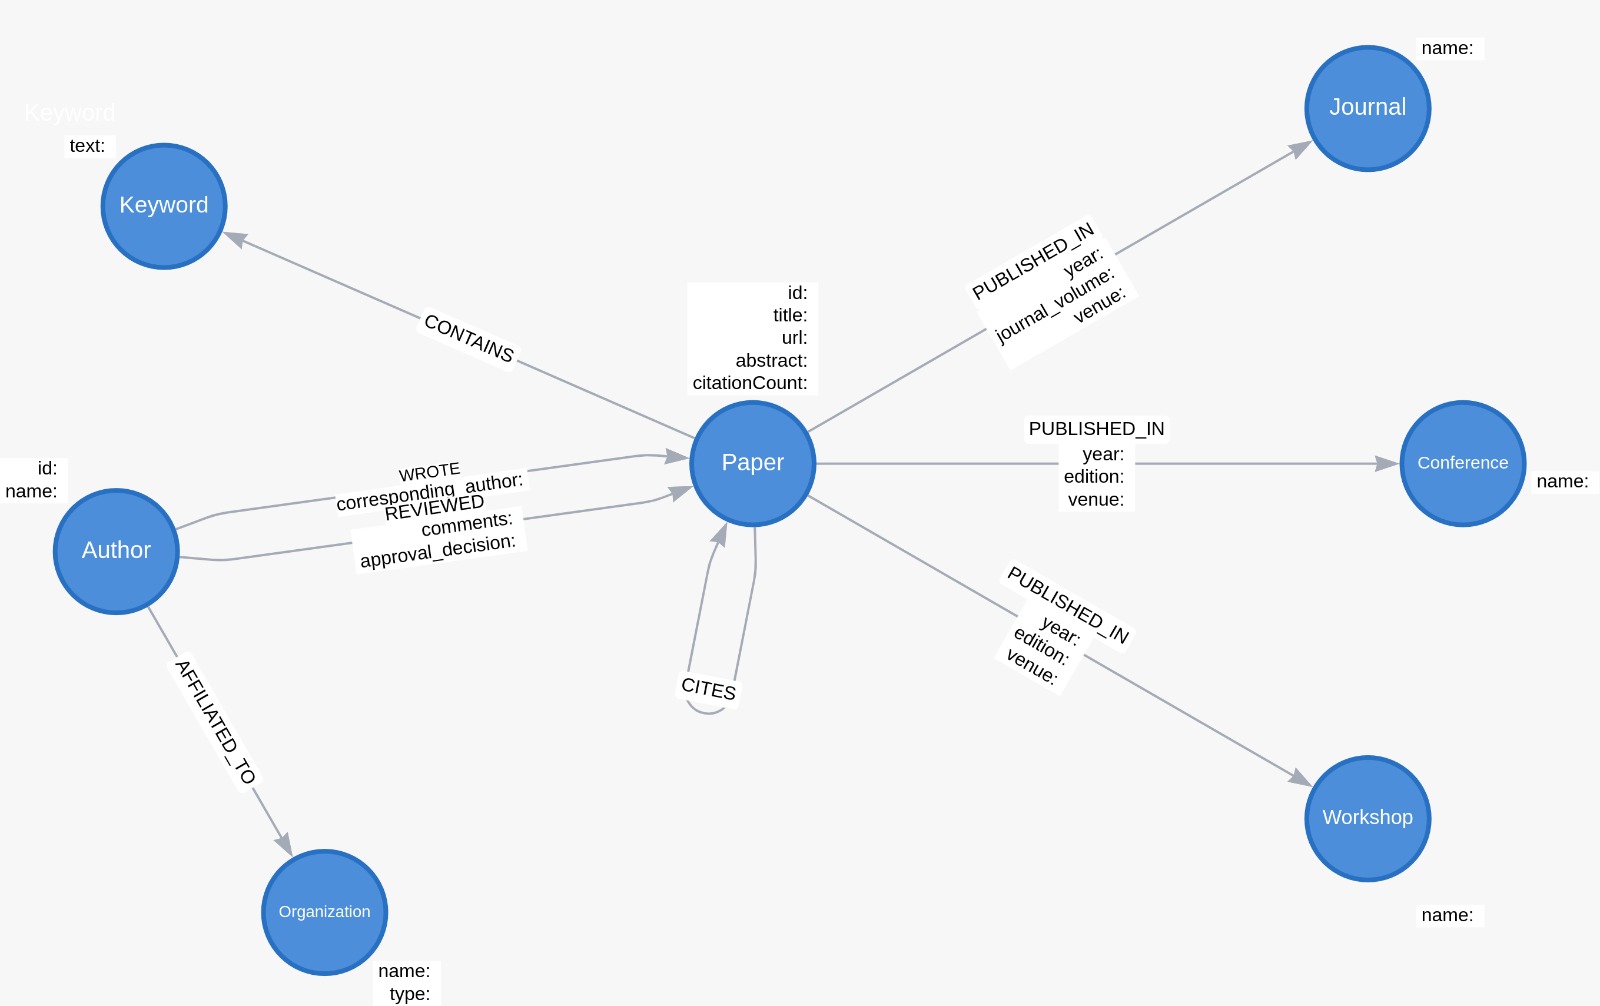 name:
Journal
Keyword
text:
Keyword
PUBLISHED_IN
year:
journal_volume:
venue:
id:
title:
url:
abstract:
citationCount:
CONTAINS
PUBLISHED_IN
year:
edition:
venue:
Paper
Conference
name:
id:
name:
WROTE
corresponding_author:
REVIEWED
comments:
approval_decision:
Author
PUBLISHED_IN
year:
edition:
venue:
CITES
AFFILIATED_TO
Workshop
Organization
name:
name:
type: